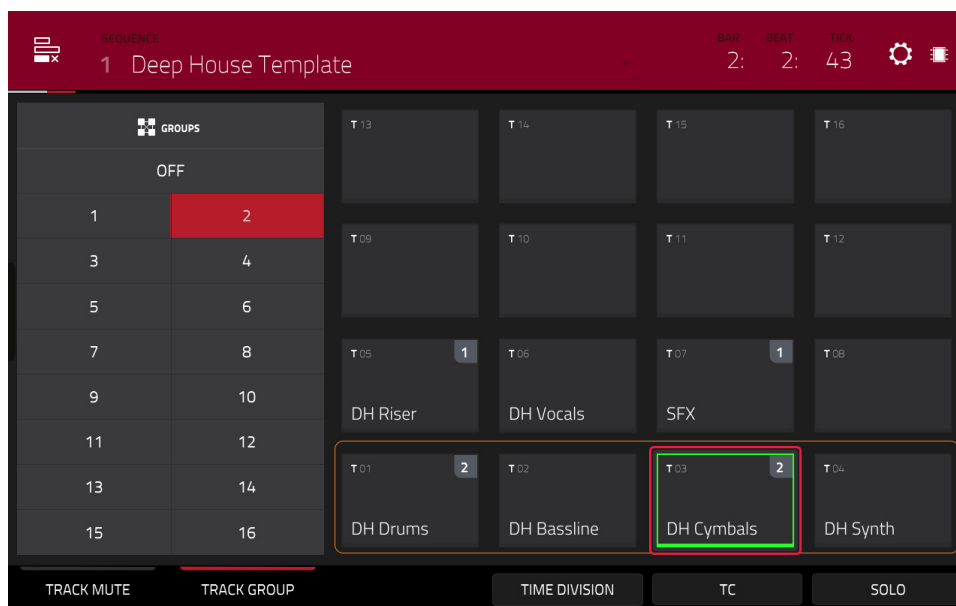 SEQUENCE
1 Deep House Template
BAR BEAT TICK
2: 2: 43
GROUPS
OFF
1 2
3 4
5 6
7 8
9 10
11 12
13 14
15 16
T 13 T 14 T 15 T 16
T 09 T 10 T 11 T 12
T 05 1 T 06 T 07 1 T 08
DH Riser DH Vocals SFX
T 01 2 T 02 T 03 2 T 04
DH Drums DH Bassline DH Cymbals DH Synth
TRACK MUTE TRACK GROUP TIME DIVISION TC SOLO